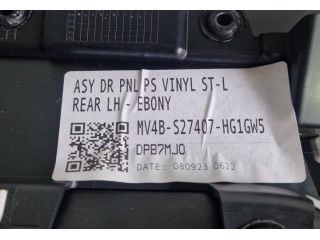 ASY DR PNL PS VINYL ST-L
REAR LH - EBONY
MV4B-S27407-HG1GW5
DPB7MJ0
DATE: 080923 0622